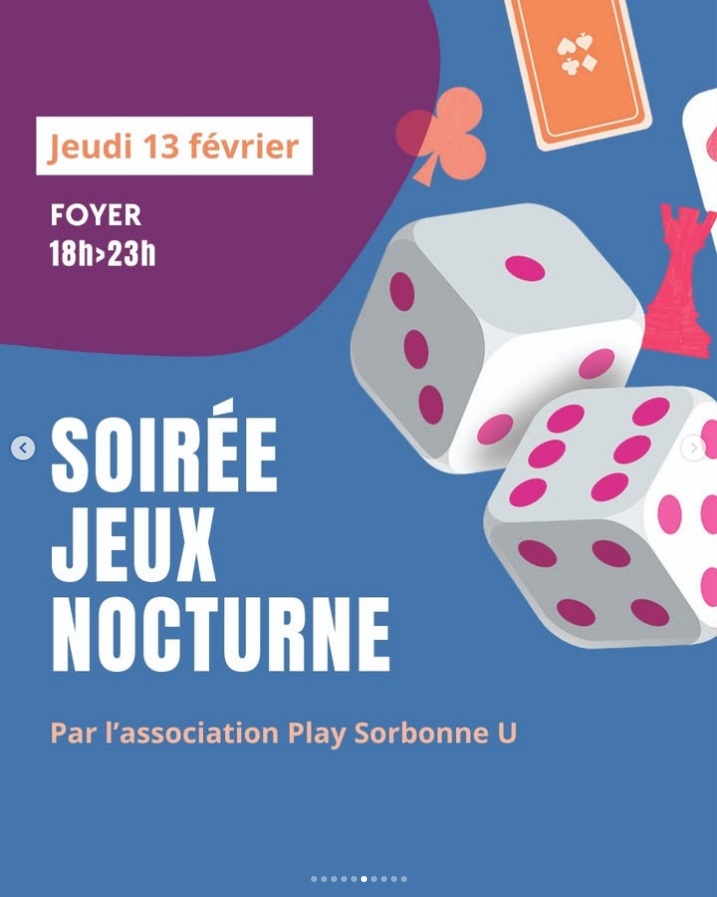 Jeudi 13 février
FOYER
18h>23h
SOIRÉE
JEUX
NOCTURNE
Par l'association Play Sorbonne U